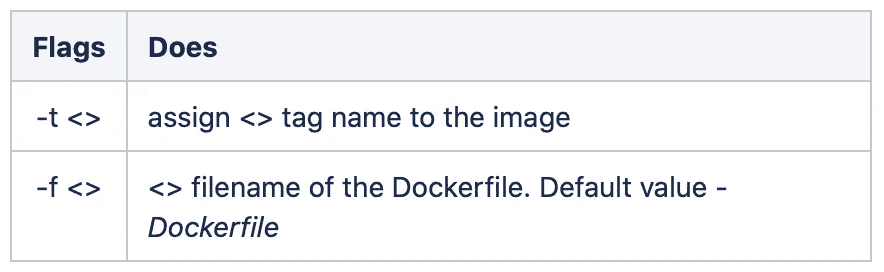 Flags Does
-t <> assign <> tag name to the image
-f <> <> filename of the Dockerfile. Default value -
Dockerfile